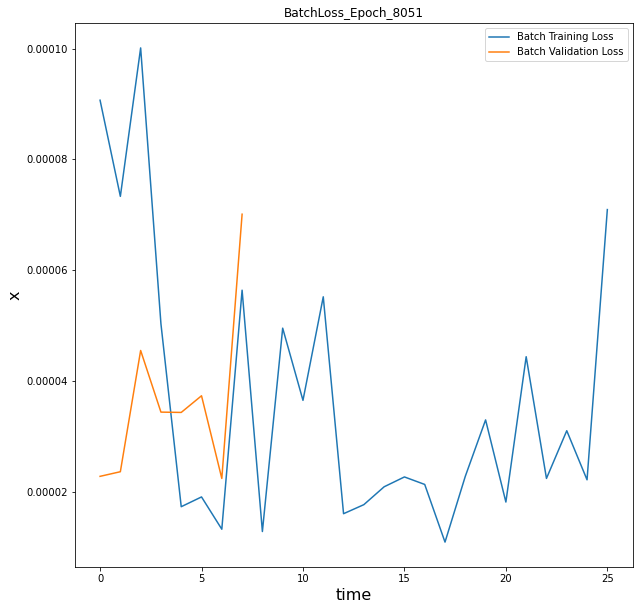 BatchLoss_Epoch_8051
Batch Training Loss
Batch Validation Loss
0.00010
0.00008
0.00006
0.00004
0.00002
x
0 5 10 15 20 25
time